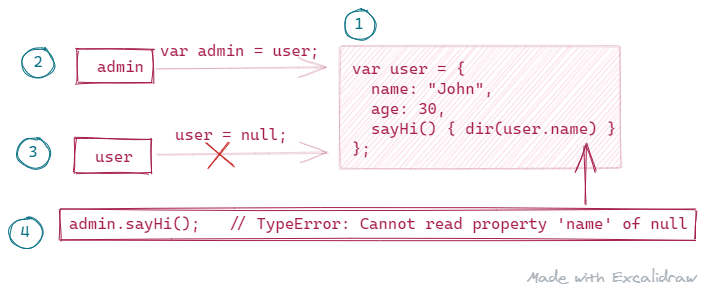 1
2
admin
var admin = user;
var user = {
name: "John",
age: 30,
sayHi() { dir(user.name) }
};
3
user
user = null;
4
admin.sayHi();   // TypeError: Cannot read property 'name' of null
Made with Excalidraw